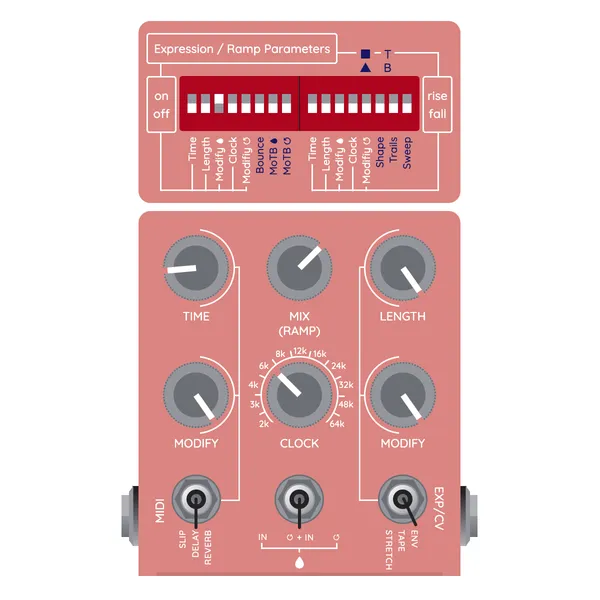 Expression / Ramp Parameters
T
B
on
off
rise
fall
Time
Length
Modify
Clock
Modifiy
Bounce
MoTB
MoTB
Time
Length
Modify
Clock
Modifiy
Shape
Trails
Sweep
TIME
MIX
(RAMP)
LENGTH
2k 3k 4k 6k 8k 12k 16k 24k 32k 48k 64k
MODIFY
CLOCK
MODIFY
MIDI
EXP/CV
SLIP
DELAY
REVERB
IN
+ IN
ENV
TAPE
STRETCH